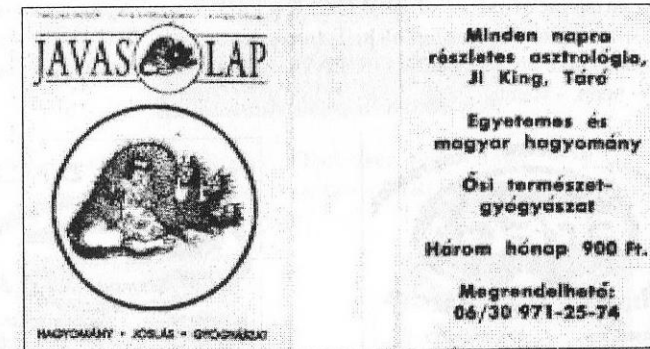 JAVAS LAP
HAGYOMÁNY • JÓSLÁS • GYÓGYÁSZAT
Minden napra
részletes asztrológia,
JI King, Táró
Egyetemes és
magyar hagyomány
Ősi természet-
gyógyászat
Három hónap 900 Ft.
Megrendelhető:
06/30 971-25-74